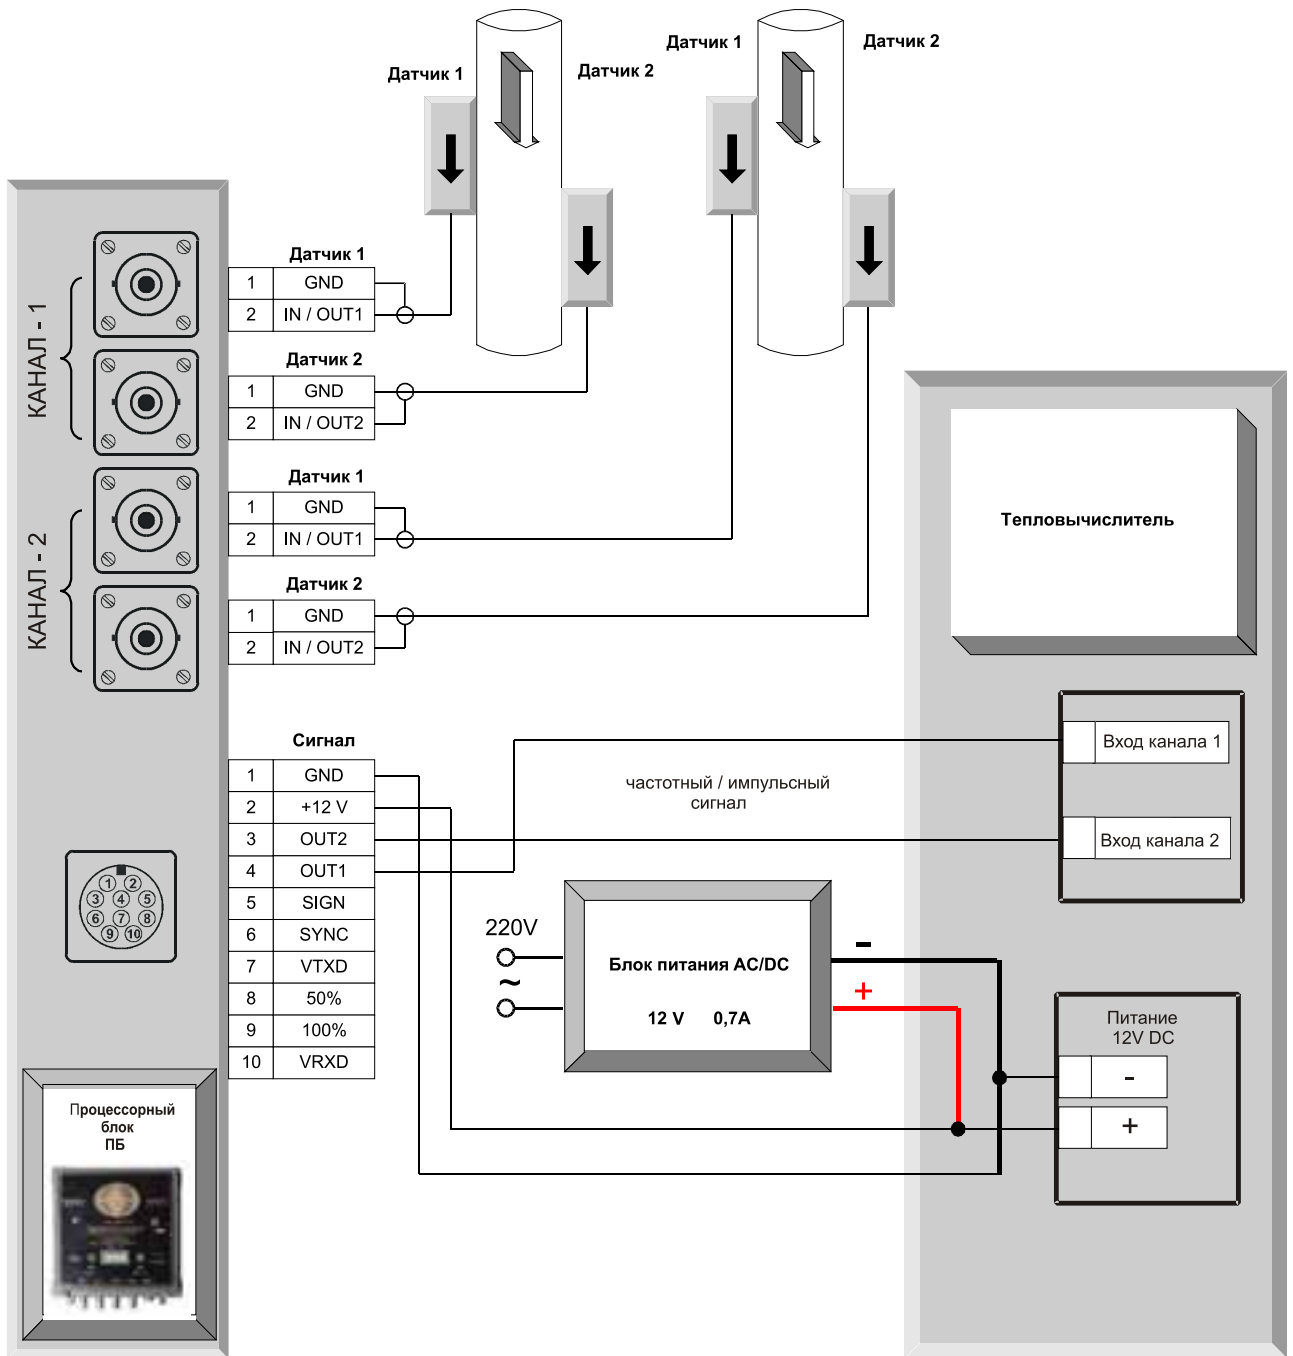 Датчик 1
Датчик 2
Датчик 1
Датчик 2
КАНАЛ - 1
КАНАЛ - 2
Датчик 1
1 GND
2 IN / OUT1
Датчик 2
1 GND
2 IN / OUT2
Датчик 1
1 GND
2 IN / OUT1
Датчик 2
1 GND
2 IN / OUT2
Сигнал
1 GND
2 +12 V
3 OUT2
4 OUT1
5 SIGN
6 SYNC
7 VTXD
8 50%
9 100%
10 VRXD
1 2
3 4 5
6 7 8
9 10
Процессорный
блок
ПБ
частотный / импульсный
сигнал
220V
~
Блок питания AC/DC
12 V 0,7A
-
+
Тепловычислитель
Вход канала 1
Вход канала 2
Питание
12V DC
-
+